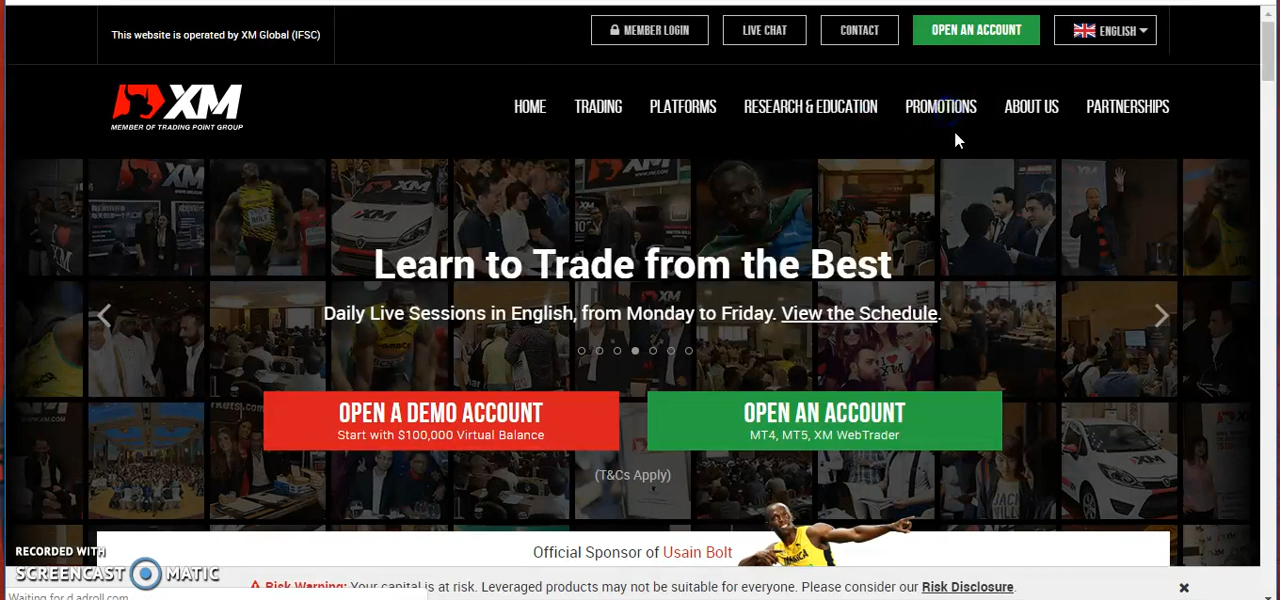 This website is operated by XM Global (IFSC)
MEMBER LOGIN
LIVE CHAT
CONTACT
OPEN AN ACCOUNT
ENGLISH
XM
MEMBER OF TRADING POINT GROUP
HOME
TRADING
PLATFORMS
RESEARCH & EDUCATION
PROMOTIONS
ABOUT US
PARTNERSHIPS
Learn to Trade from the Best
Daily Live Sessions in English, from Monday to Friday. View the Schedule.
OPEN A DEMO ACCOUNT
Start with $100,000 Virtual Balance
OPEN AN ACCOUNT
MT4, MT5, XM WebTrader
(T&Cs Apply)
Official Sponsor of Usain Bolt
RECORDED WITH
SCREENCAST MATIC
Risk Warning: Your capital is at risk. Leveraged products may not be suitable for everyone. Please consider our Risk Disclosure.
Waiting for d.adroll.com